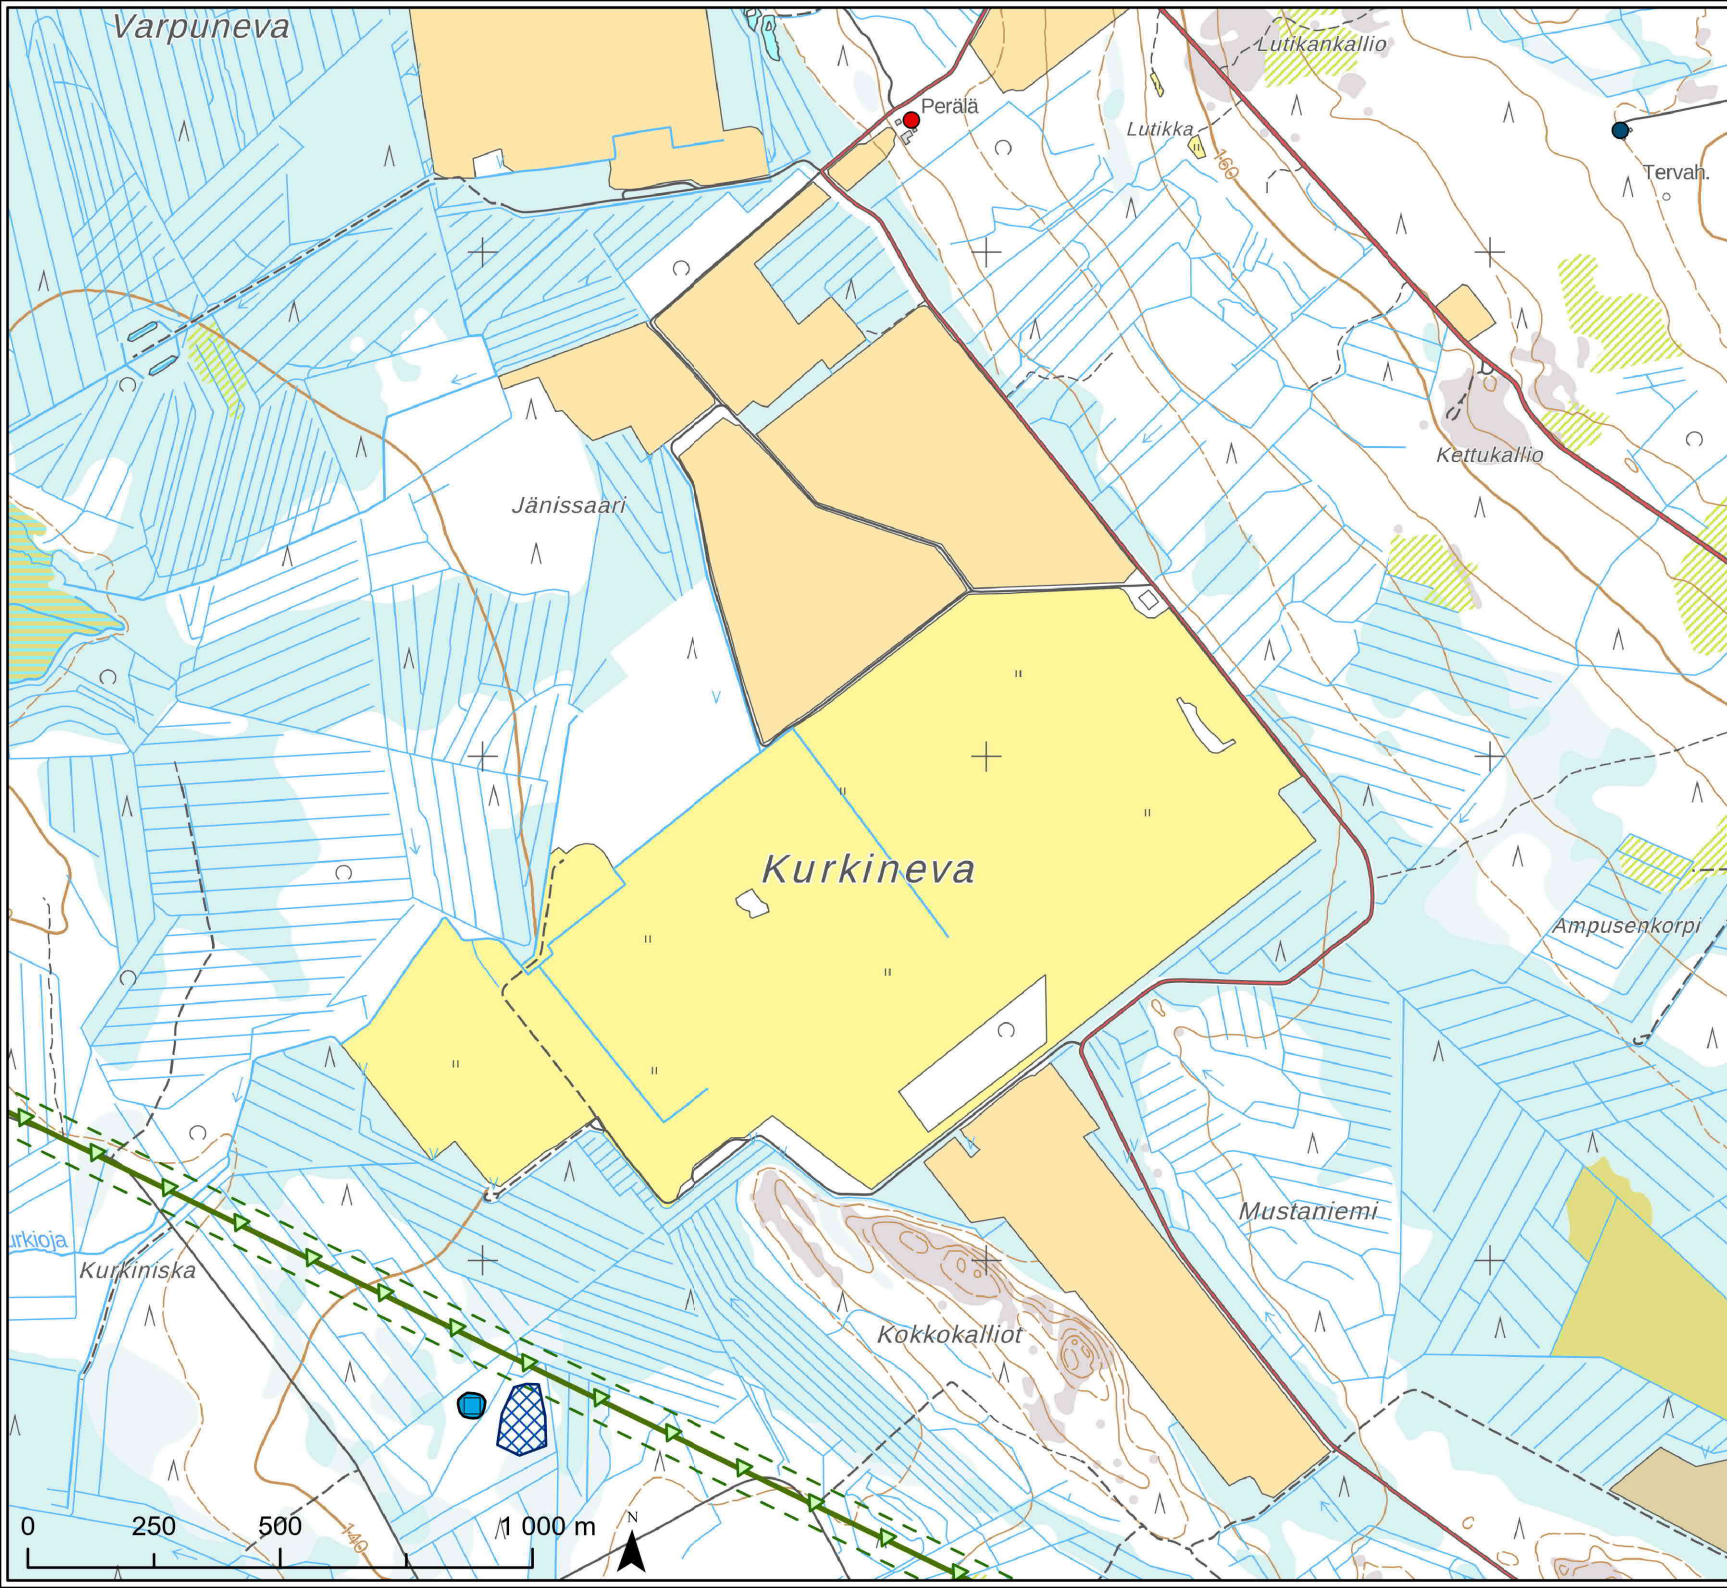 Varpuneva
Lutikankallio
Perälä
Lutikka
160
Tervah.
Kettukallio
Jänissaari
Kurkineva
Ampusenkorpi
Mustaniemi
urkioja
Kurkiniska
Kokkokalliot
140
0 250 500 1 000 m
N